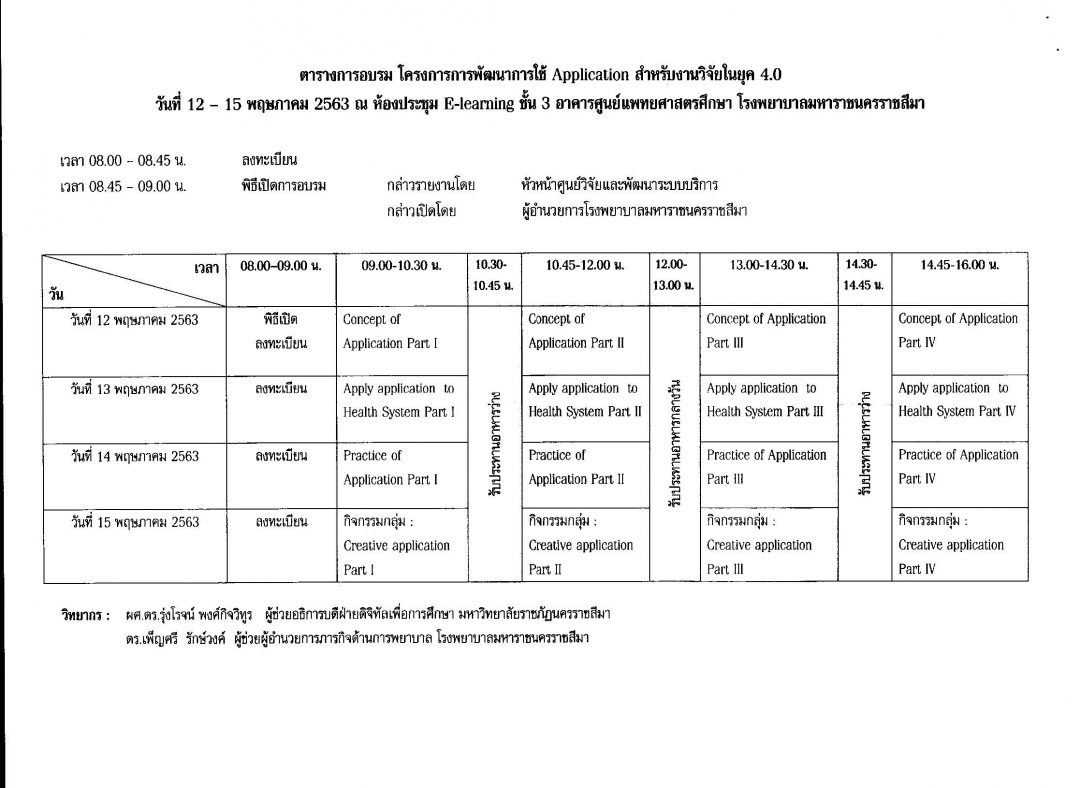 ตารางการอบรม โครงการการพัฒนาการใช้ Application สำหรับงานวิจัยในยุค 4.0
วันที่ 12 – 15 พฤษภาคม 2563 ณ ห้องประชุม E-learning ชั้น 3 อาคารศูนย์แพทยศาสตรศึกษา โรงพยาบาลมหาราชนครราชสีมา
เวลา 08.00 – 08.45 น. ลงทะเบียน
เวลา 08.45 – 09.00 น. พิธีเปิดการอบรม กล่าวรายงานโดย หัวหน้าศูนย์วิจัยและพัฒนาระบบบริการ
กล่าวเปิดโดย ผู้อำนวยการโรงพยาบาลมหาราชนครราชสีมา
เวลา 08.00–09.00 น. 09.00-10.30 น. 10.30- 10.45-12.00 น. 12.00- 13.00-14.30 น. 14.30- 14.45-16.00 น.
วัน 10.45 น. 13.00 น. 14.45 น.
วันที่ 12 พฤษภาคม 2563 พิธีเปิด Concept of Concept of Concept of Application Concept of Application
ลงทะเบียน Application Part I Application Part II Part III Part IV
วันที่ 13 พฤษภาคม 2563 ลงทะเบียน Apply application to Apply application to Apply application to Apply application to
Health System Part I Health System Part II Health System Part III Health System Part IV
รับประทานอาหารว่าง รับประทานอาหารกลางวัน รับประทานอาหารว่าง
วันที่ 14 พฤษภาคม 2563 ลงทะเบียน Practice of Practice of Practice of Application Practice of Application
Application Part I Application Part II Part III Part IV
วันที่ 15 พฤษภาคม 2563 ลงทะเบียน กิจกรรมกลุ่ม : กิจกรรมกลุ่ม : กิจกรรมกลุ่ม : กิจกรรมกลุ่ม :
Creative application Creative application Creative application Creative application
Part I Part II Part III Part IV
วิทยากร : ผศ.ดร.รุ่งโรจน์ พงศ์กิจวิทูร ผู้ช่วยอธิการบดีฝ่ายดิจิทัลเพื่อการศึกษา มหาวิทยาลัยราชภัฏนครราชสีมา
ดร.เพ็ญศรี รักษ์วงค์ ผู้ช่วยผู้อำนวยการภารกิจด้านการพยาบาล โรงพยาบาลมหาราชนครราชสีมา